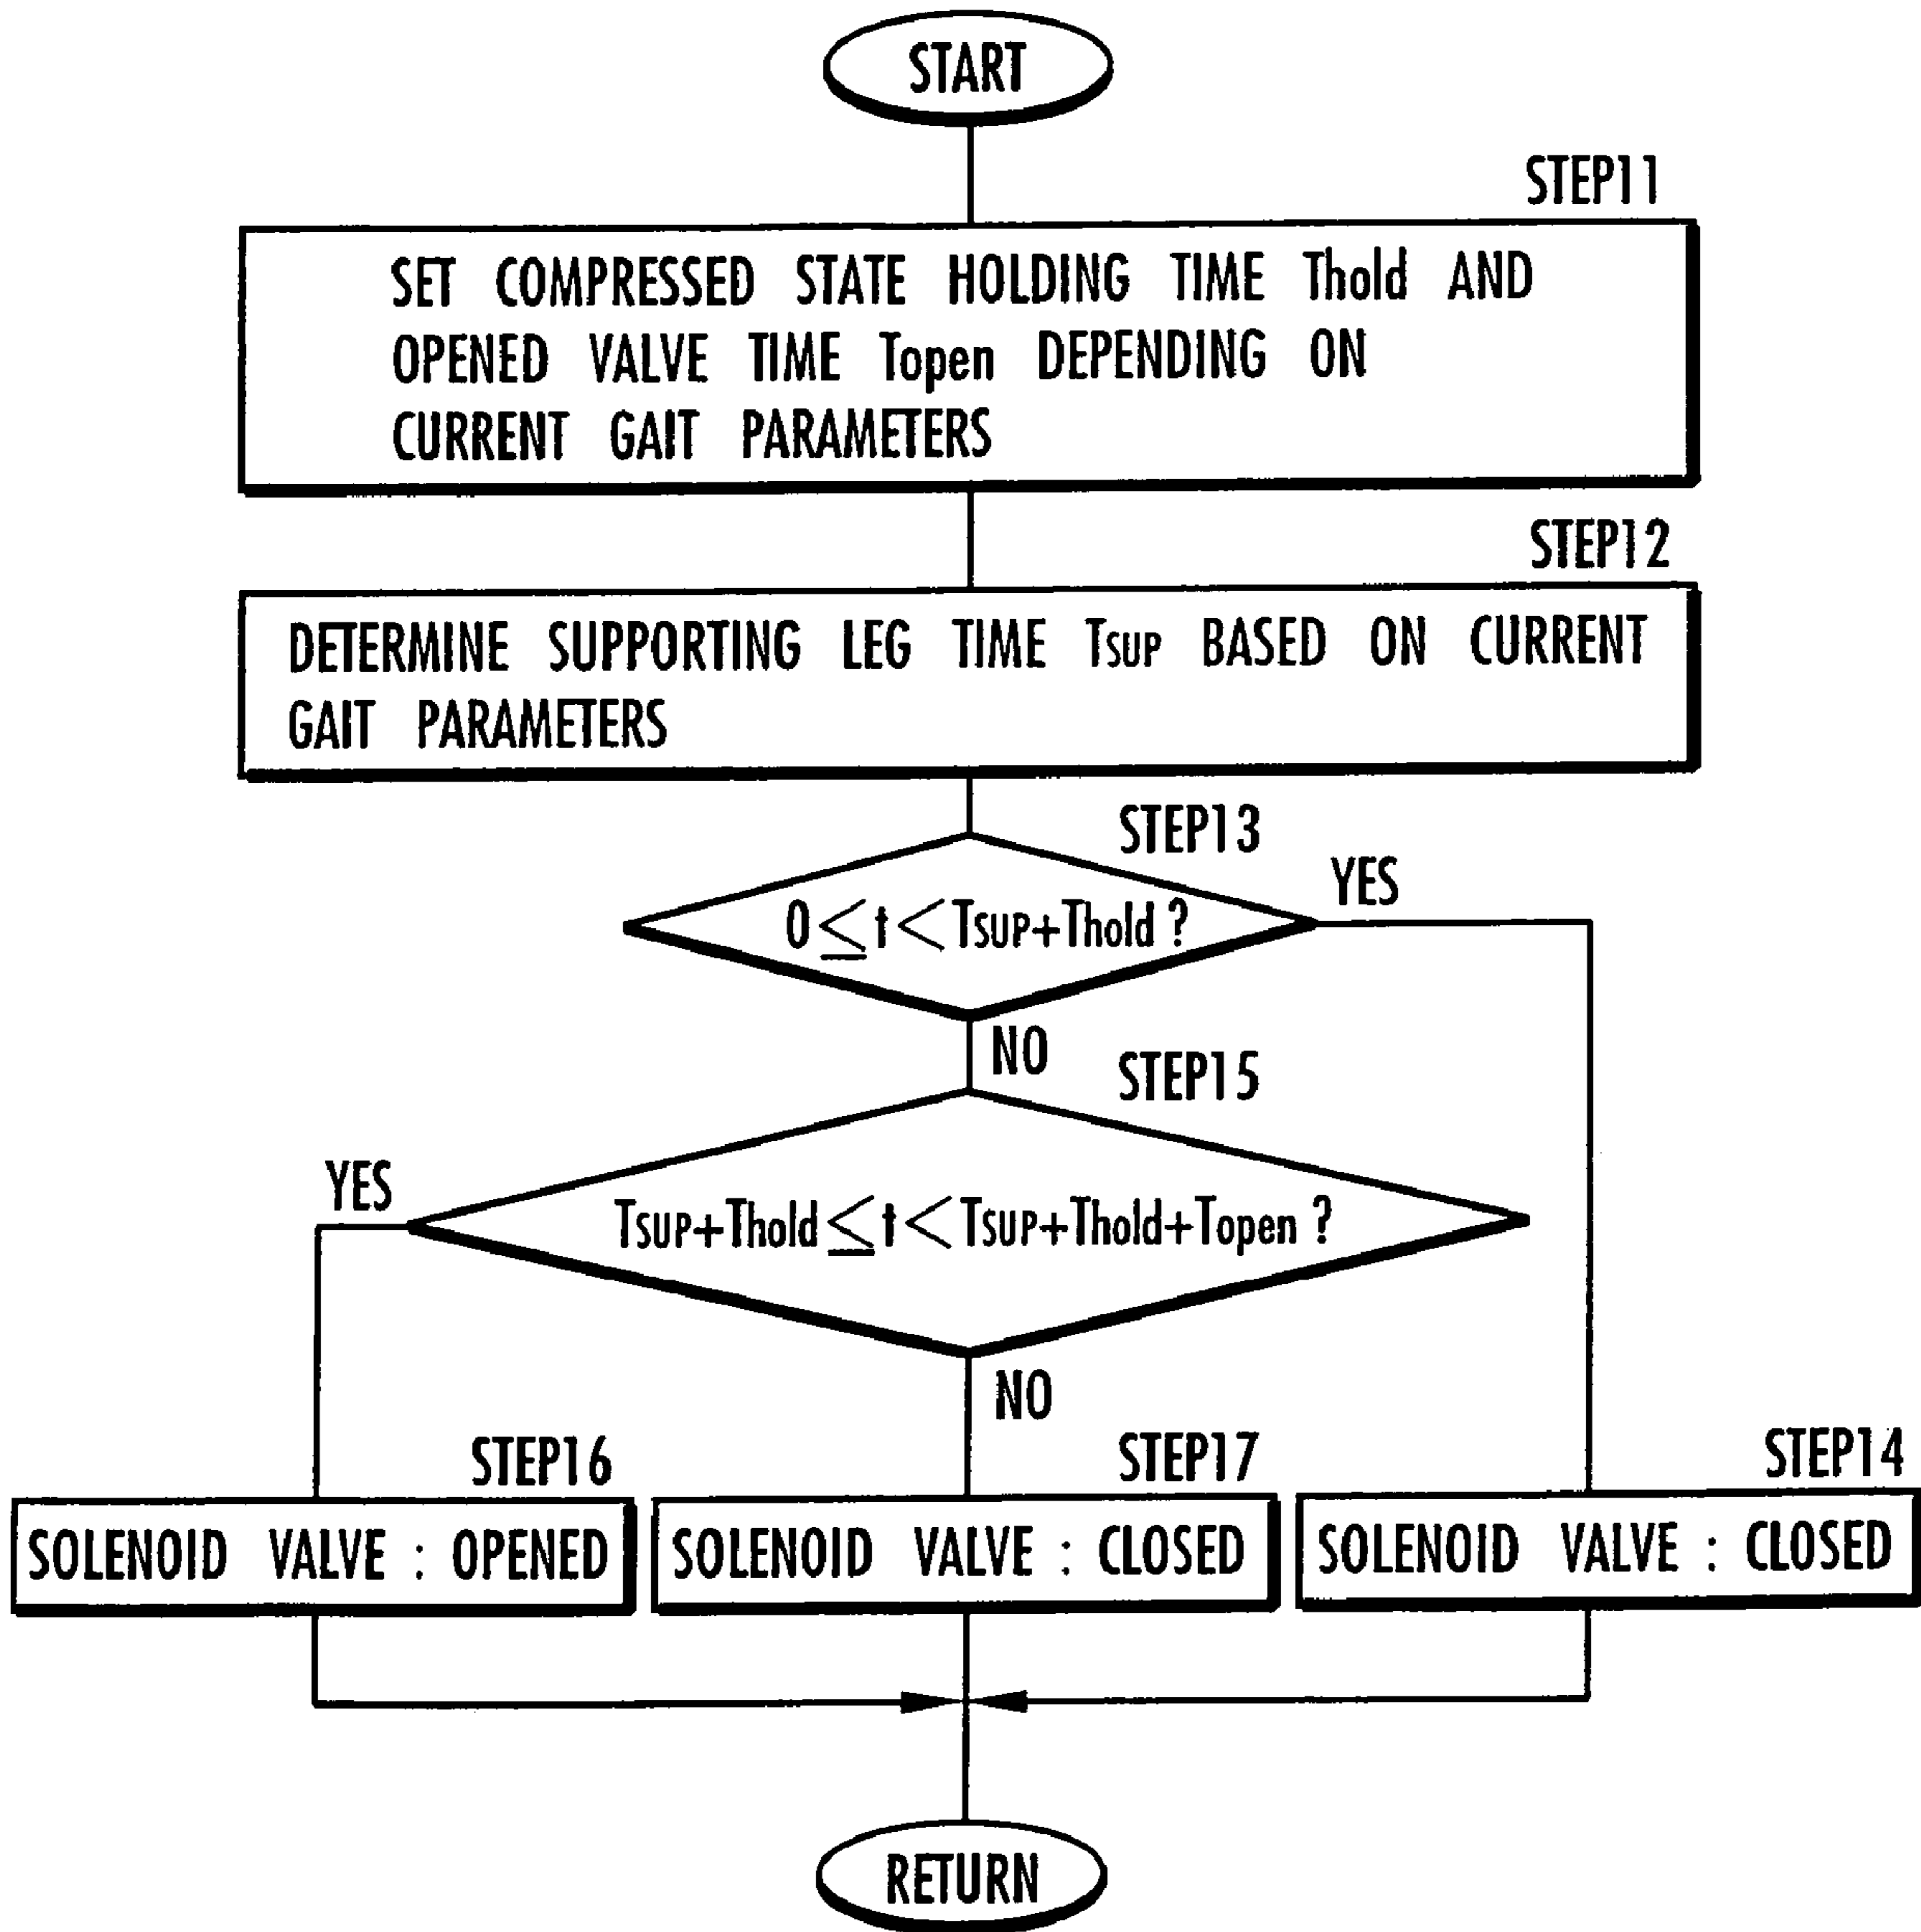 START
STEP11
SET COMPRESSED STATE HOLDING TIME Thold AND
OPENED VALVE TIME Topen DEPENDING ON
CURRENT GAIT PARAMETERS
STEP12
DETERMINE SUPPORTING LEG TIME TSUP BASED ON CURRENT
GAIT PARAMETERS
STEP13
YES
0≦t<TSUP+Thold?
NO
STEP15
YES
TSUP+Thold≦t<TSUP+Thold+Topen?
NO
STEP16
STEP17
STEP14
SOLENOID VALVE : OPENED
SOLENOID VALVE : CLOSED
SOLENOID VALVE : CLOSED
RETURN